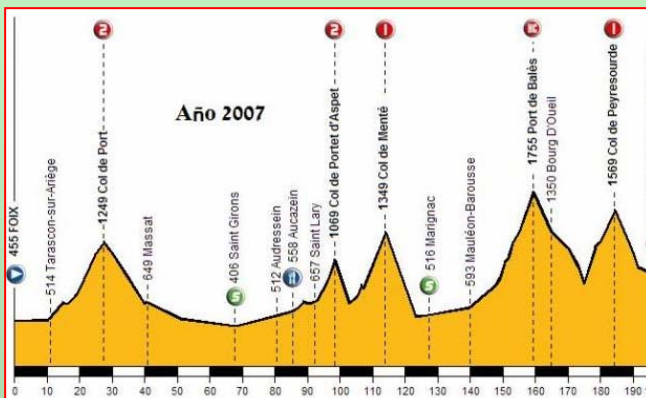 2
2
1
K
1
Año 2007
455 FOIX
514 Tarascon-sur-Ariège
1249 Col de Port
649 Massat
S
406 Saint Girons
512 Audressein
558 Aucazein
657 Saint Lary
1069 Col de Portet d'Aspet
1349 Col de Menté
S
516 Marignac
593 Mauléon-Barousse
1755 Port de Balès
1350 Bourg D'Oueil
1569 Col de Peyresourde
0 10 20 30 40 50 60 70 80 90 100 110 120 130 140 150 160 170 180 190